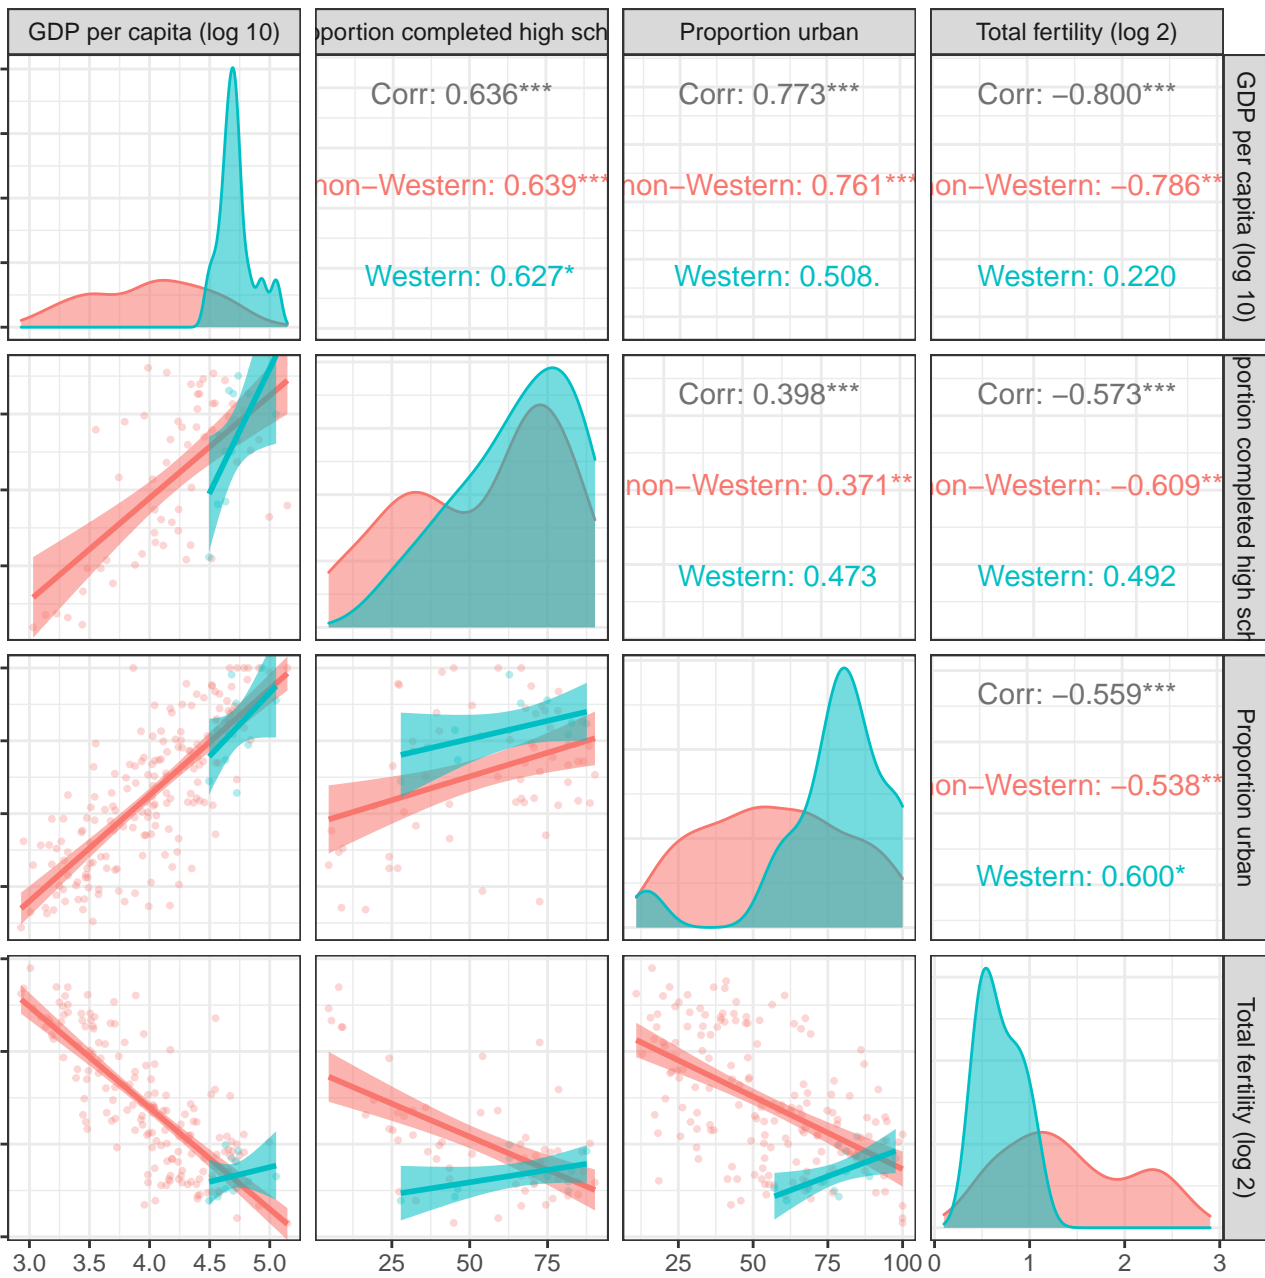 GDP per capita (log 10)
portion completed high sch
Proportion urban
Total fertility (log 2)
Corr: 0.636***
non−Western: 0.639***
Western: 0.627*
Corr: 0.773***
non−Western: 0.761***
Western: 0.508.
Corr: −0.800***
non−Western: −0.786**
Western: 0.220
GDP per capita (log 10)
Corr: 0.398***
non−Western: 0.371**
Western: 0.473
Corr: −0.573***
non−Western: −0.609**
Western: 0.492
portion completed high sch
Corr: −0.559***
non−Western: −0.538**
Western: 0.600*
Proportion urban
Total fertility (log 2)
3.0 3.5 4.0 4.5 5.0
25 50 75
25 50 75 100
0 1 2 3